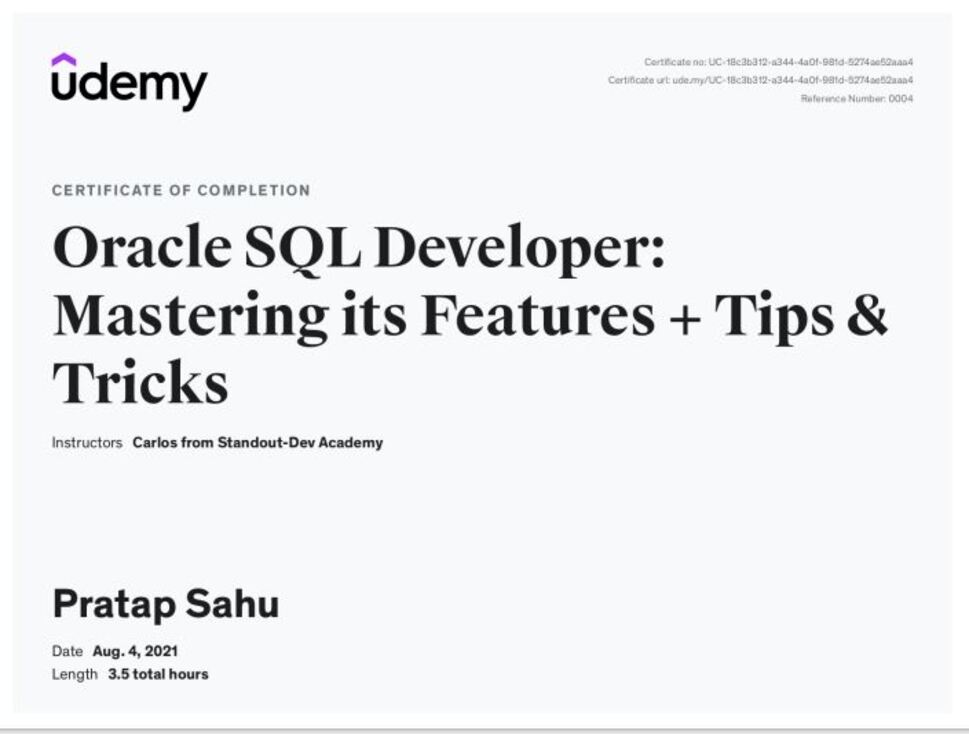 udemy
Certificate no: UC-18c3b312-a344-4a0f-981d-5274ae52aaa4
Certificate url: ude.my/UC-18c3b312-a344-4a0f-981d-5274ae52aaa4
Reference Number: 0004
CERTIFICATE OF COMPLETION
Oracle SQL Developer:
Mastering its Features + Tips &
Tricks
Instructors Carlos from Standout-Dev Academy
Pratap Sahu
Date Aug. 4, 2021
Length 3.5 total hours